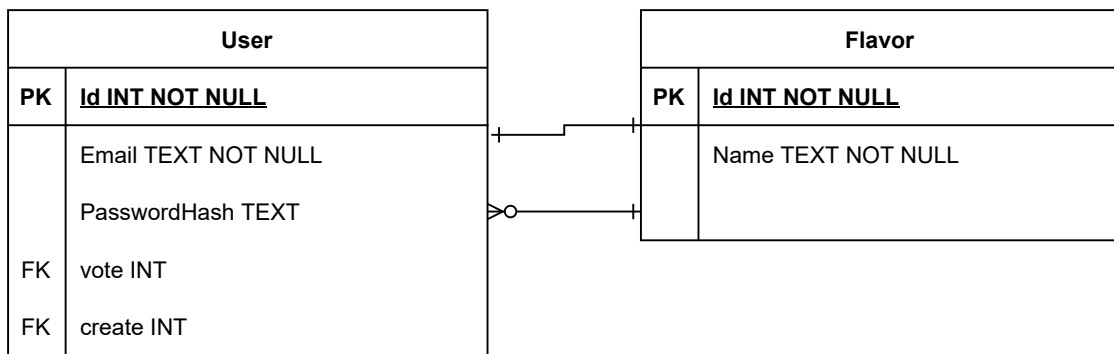 User
PK Id INT NOT NULL
Email TEXT NOT NULL
PasswordHash TEXT
FK vote INT
FK create INT
Flavor
PK Id INT NOT NULL
Name TEXT NOT NULL